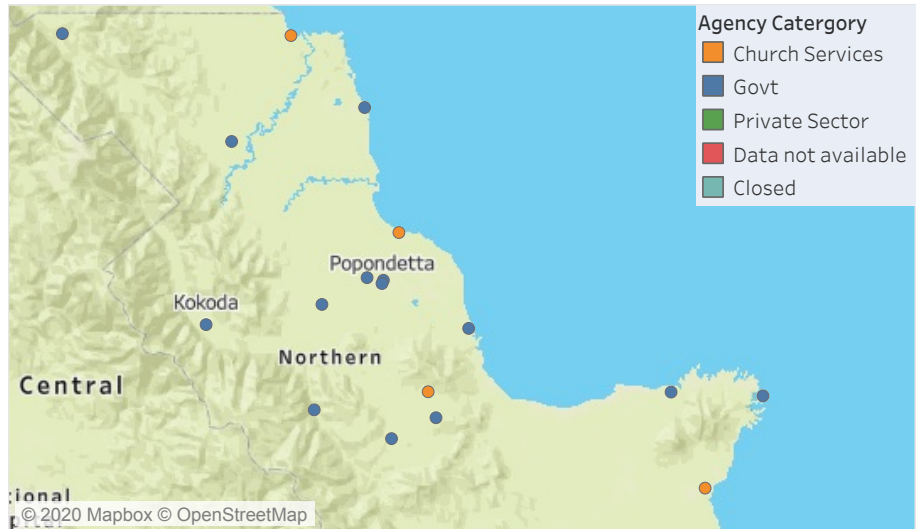 Agency Catergory
Church Services
Govt
Private Sector
Data not available
Closed
Popondetta
Kokoda
Northern
Central
© 2020 Mapbox © OpenStreetMap